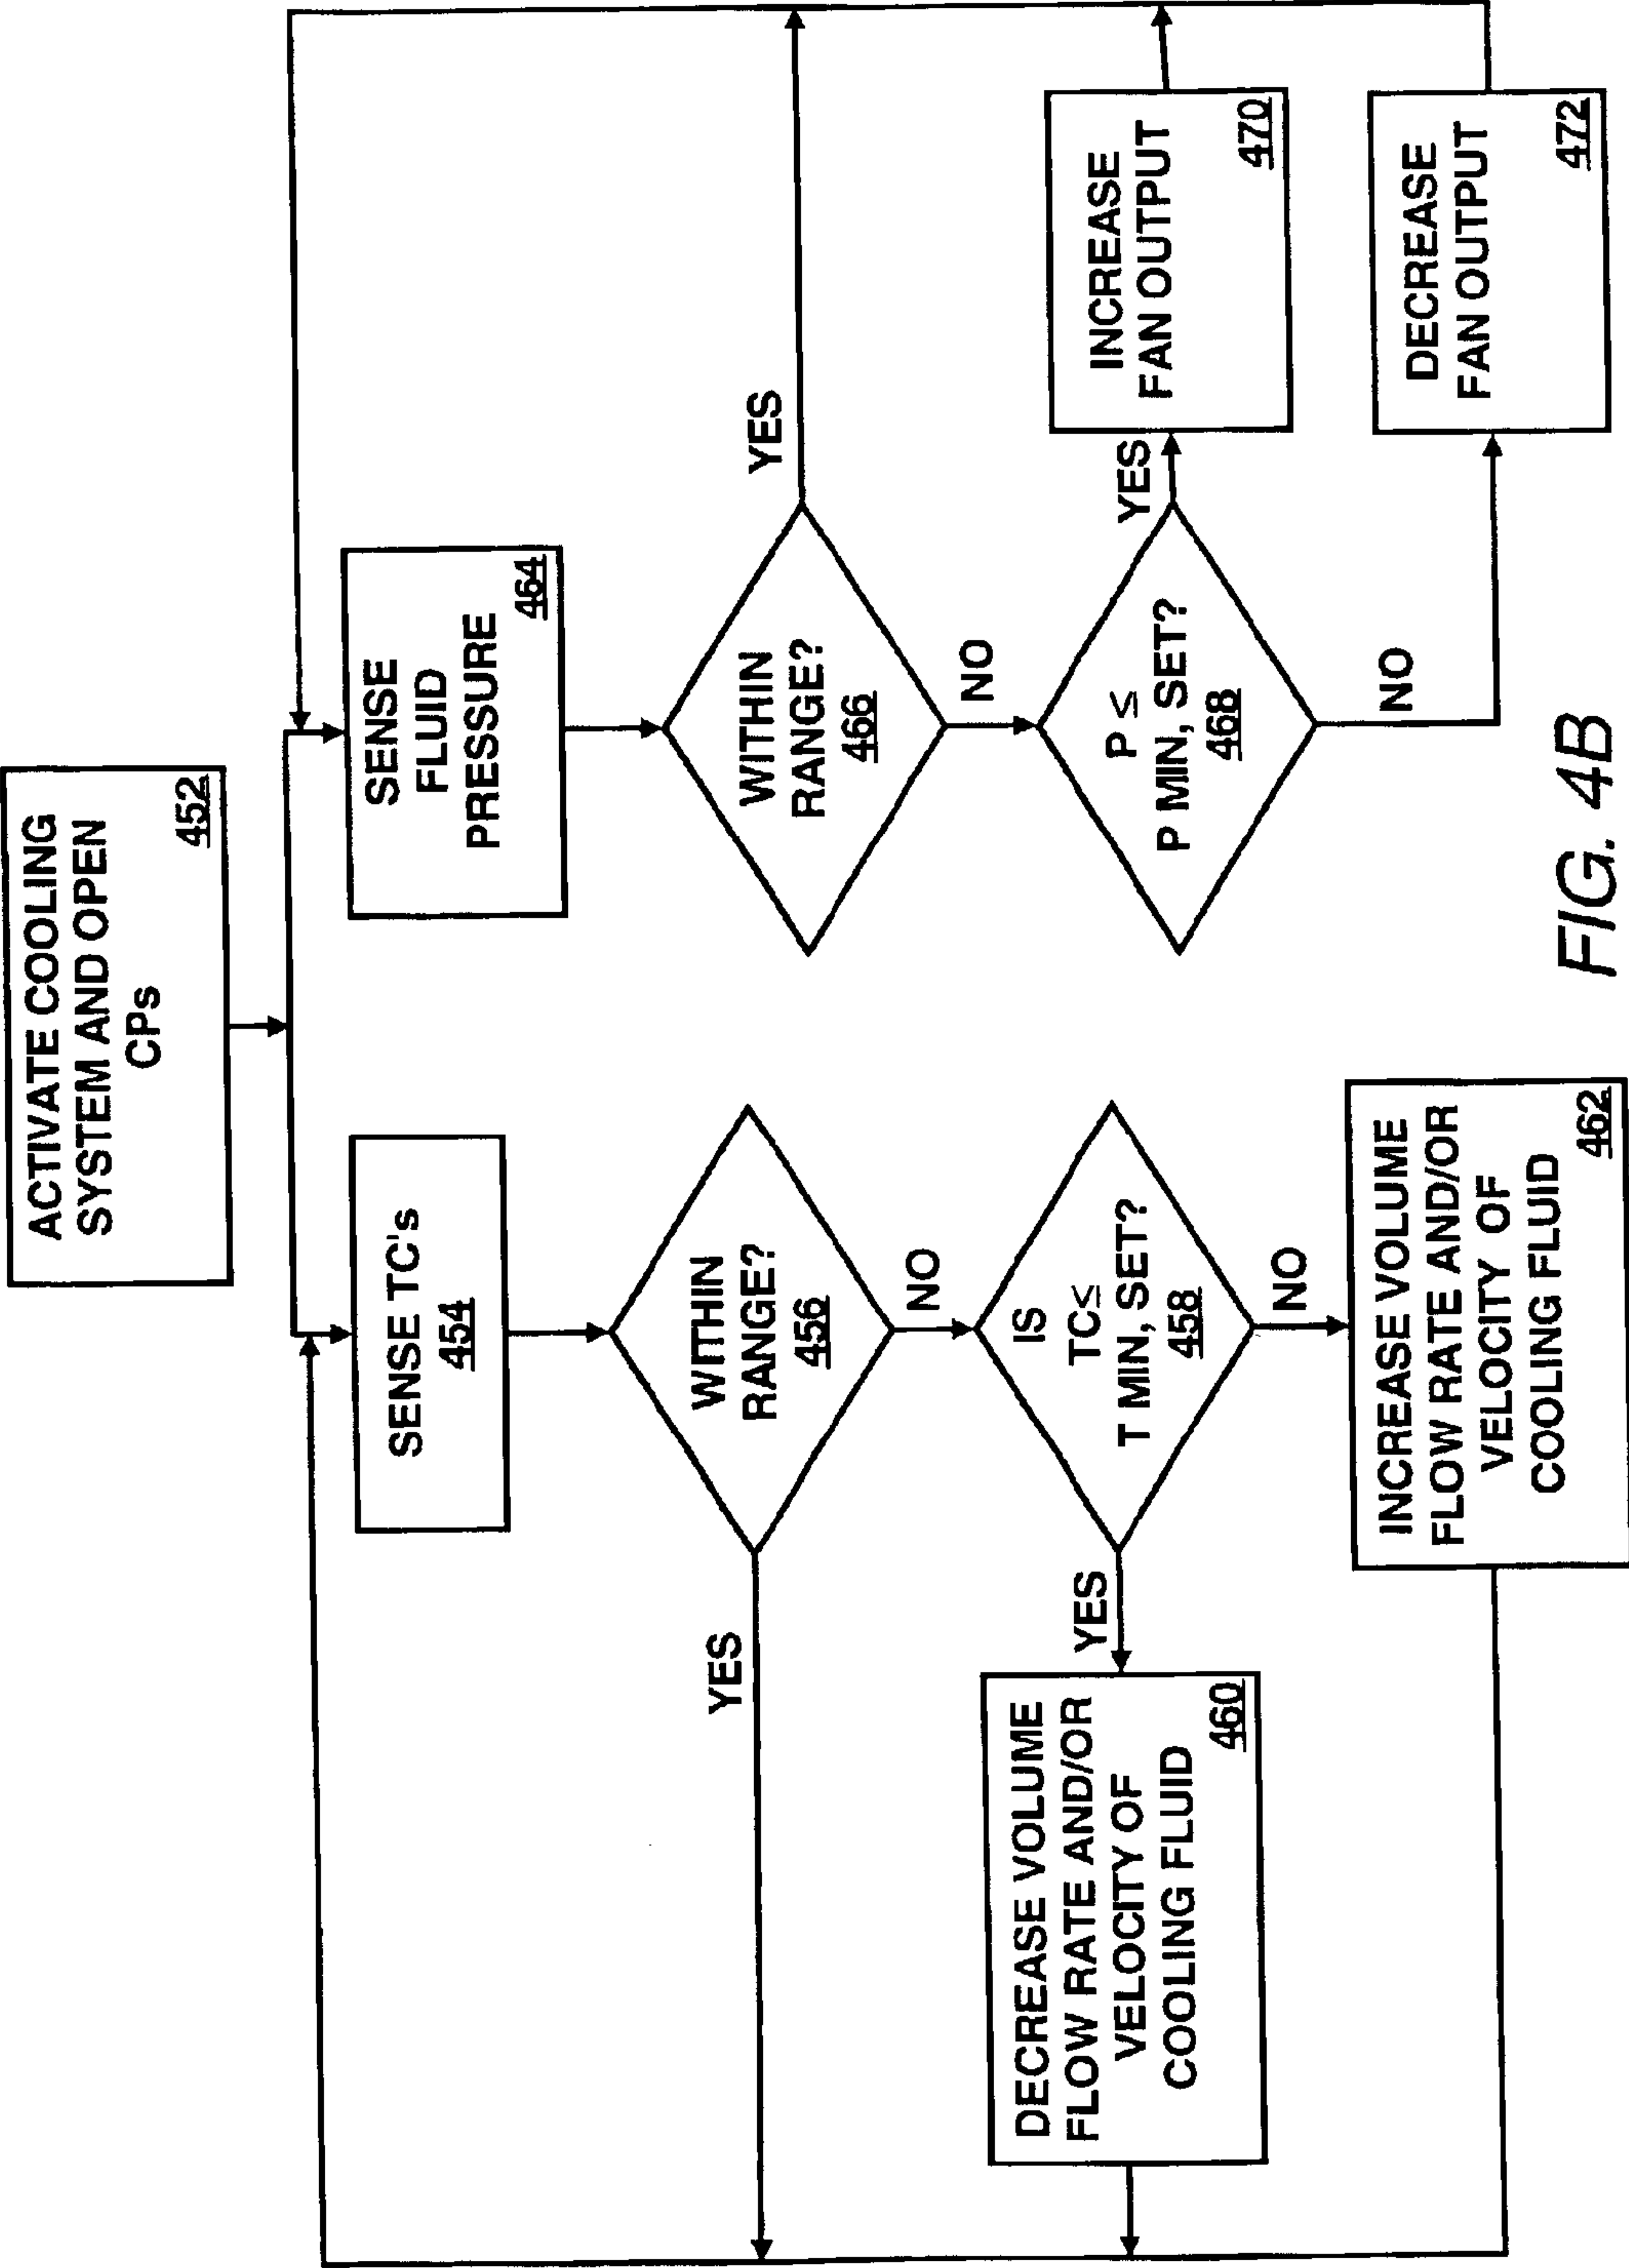 ACTIVATE COOLING
SYSTEM AND OPEN
CPs
452
SENSE TC's
454
WITHIN
RANGE?
456
YES
NO
IS
TC≤
T MIN, SET?
458
YES
NO
DECREASE VOLUME
FLOW RATE AND/OR
VELOCITY OF
COOLING FLUID
460
INCREASE VOLUME
FLOW RATE AND/OR
VELOCITY OF
COOLING FLUID
462
SENSE
FLUID
PRESSURE
464
WITHIN
RANGE?
466
YES
NO
P ≤
P MIN, SET?
468
YES
NO
INCREASE
FAN OUTPUT
470
DECREASE
FAN OUTPUT
472
FIG. 4B